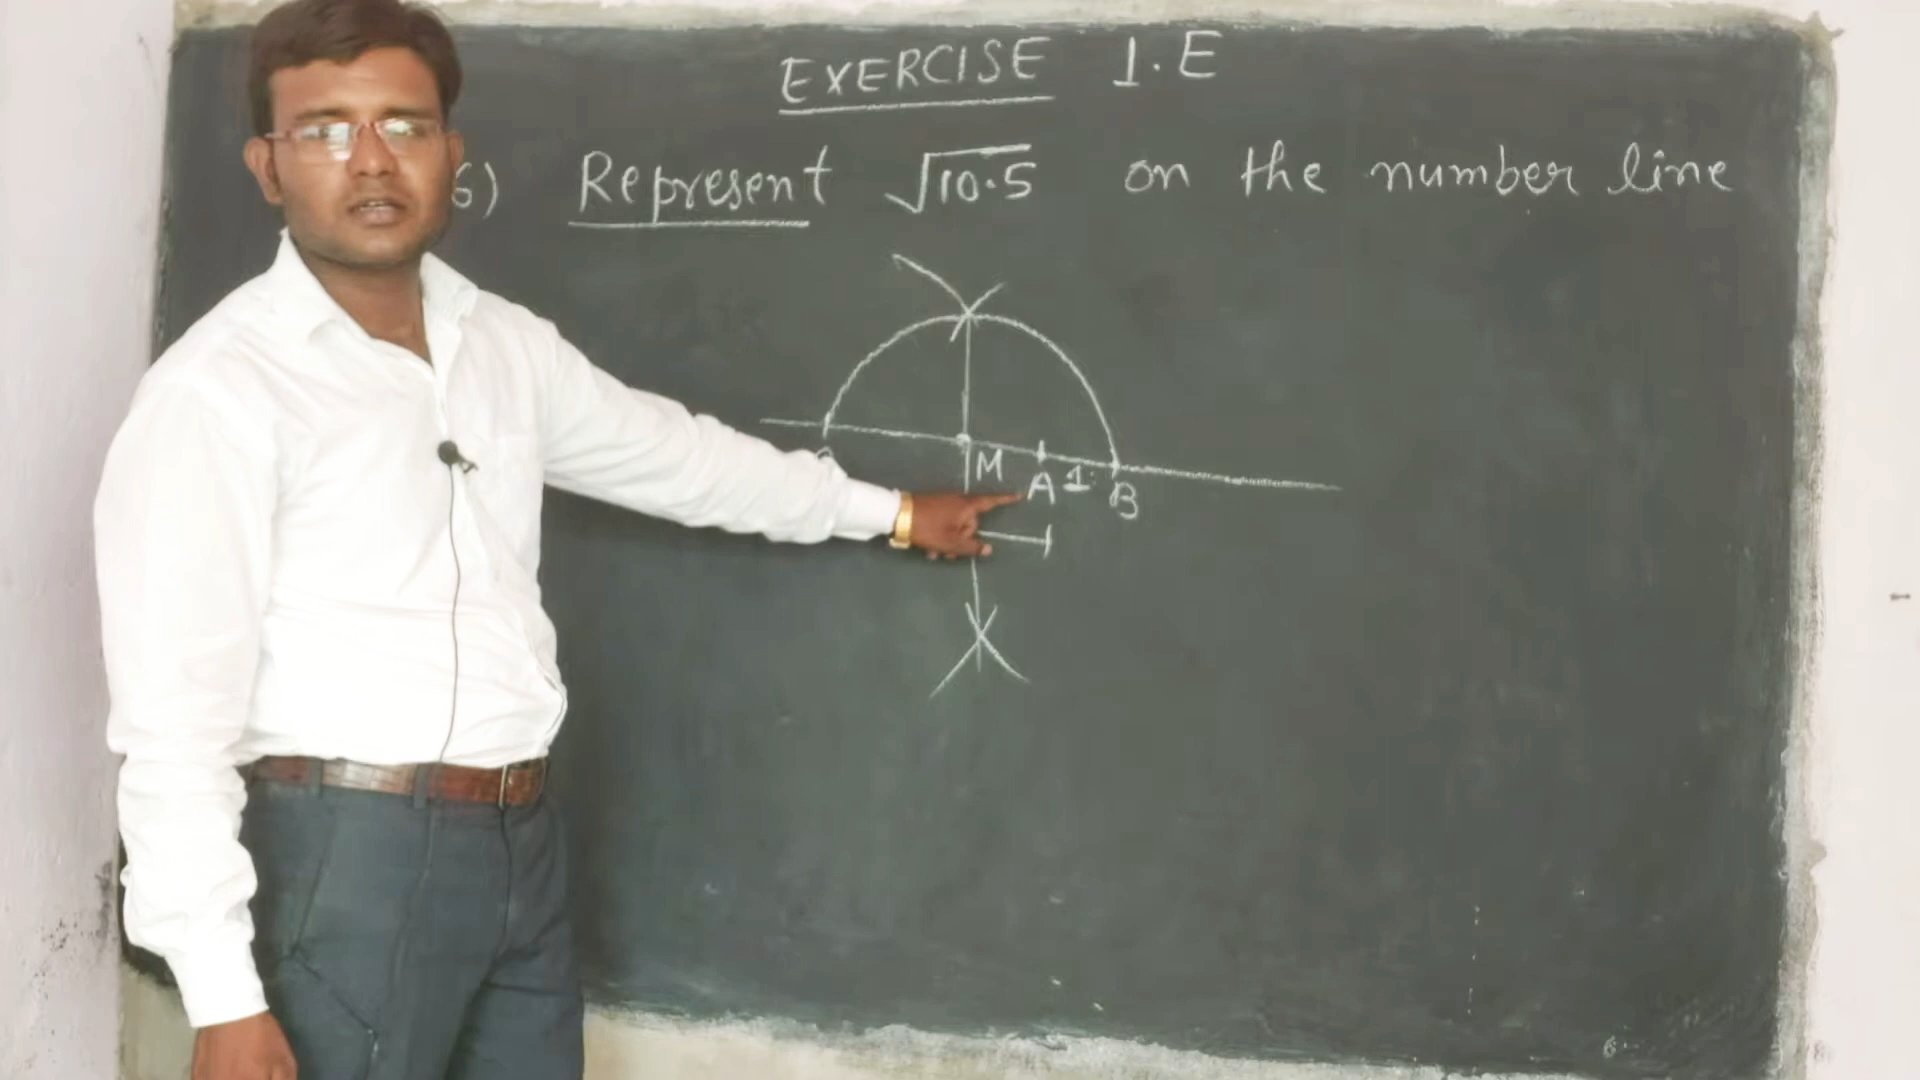 EXERCISE 1.E
6) Represent √10.5 on the number line
M
A 1 B